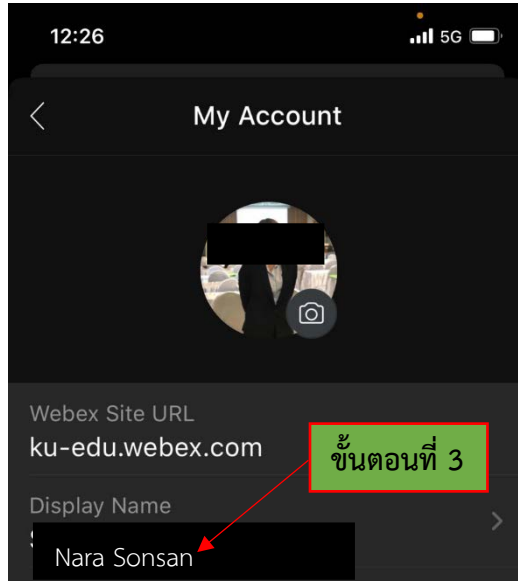 12:26
5G
My Account
Webex Site URL
ku-edu.webex.com
ขั้นตอนที่ 3
Display Name
Nara Sonsan